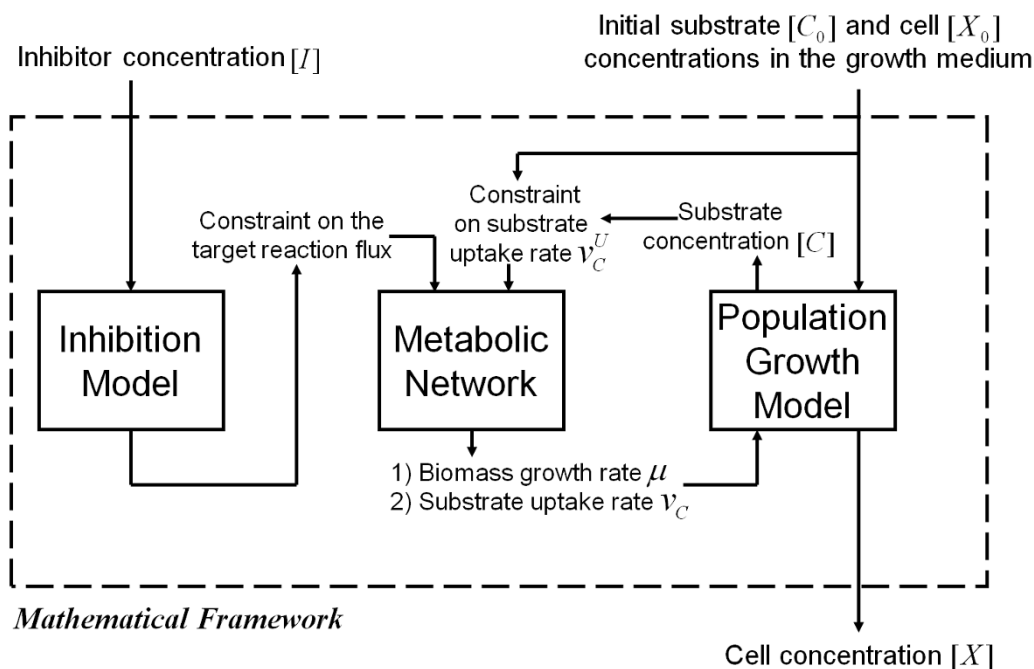 Initial substrate [C₀] and cell [X₀]
concentrations in the growth medium
Inhibitor concentration [I]
Constraint
on substrate
uptake rate v_C^U
Substrate
concentration [C]
Constraint on the
target reaction flux
Inhibition
Model
Metabolic
Network
Population
Growth
Model
1) Biomass growth rate μ
2) Substrate uptake rate v_C
Mathematical Framework
Cell concentration [X]